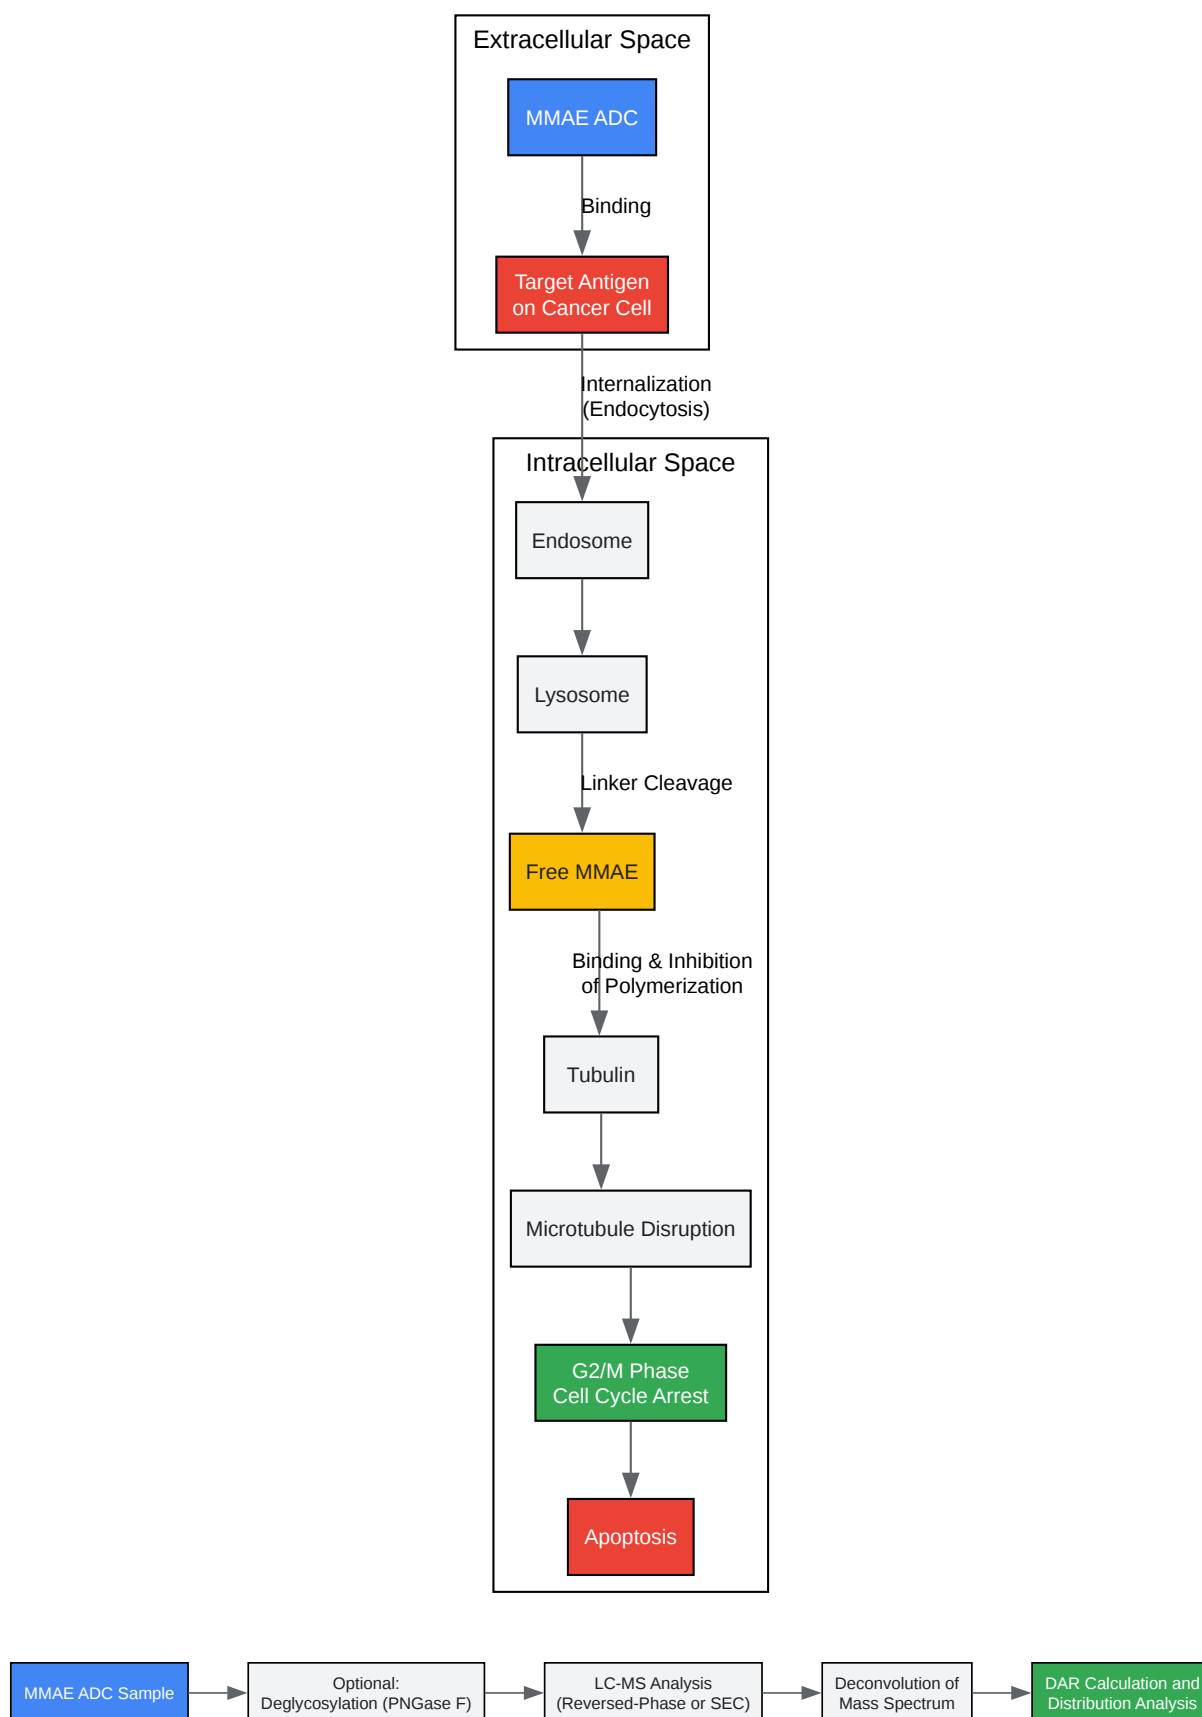 Extracellular Space
MMAE ADC
Binding
Target Antigen
on Cancer Cell
Internalization
(Endocytosis)
Intracellular Space
Endosome
Lysosome
Linker Cleavage
Free MMAE
Binding & Inhibition
of Polymerization
Tubulin
Microtubule Disruption
G2/M Phase
Cell Cycle Arrest
Apoptosis
MMAE ADC Sample
Optional:
Deglycosylation (PNGase F)
LC-MS Analysis
(Reversed-Phase or SEC)
Deconvolution of
Mass Spectrum
DAR Calculation and
Distribution Analysis